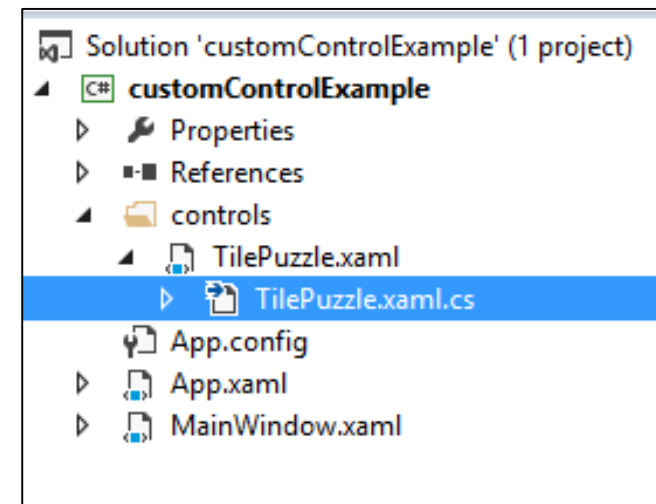 Solution 'customControlExample' (1 project)
C# customControlExample
Properties
References
controls
TilePuzzle.xaml
TilePuzzle.xaml.cs
App.config
App.xaml
MainWindow.xaml